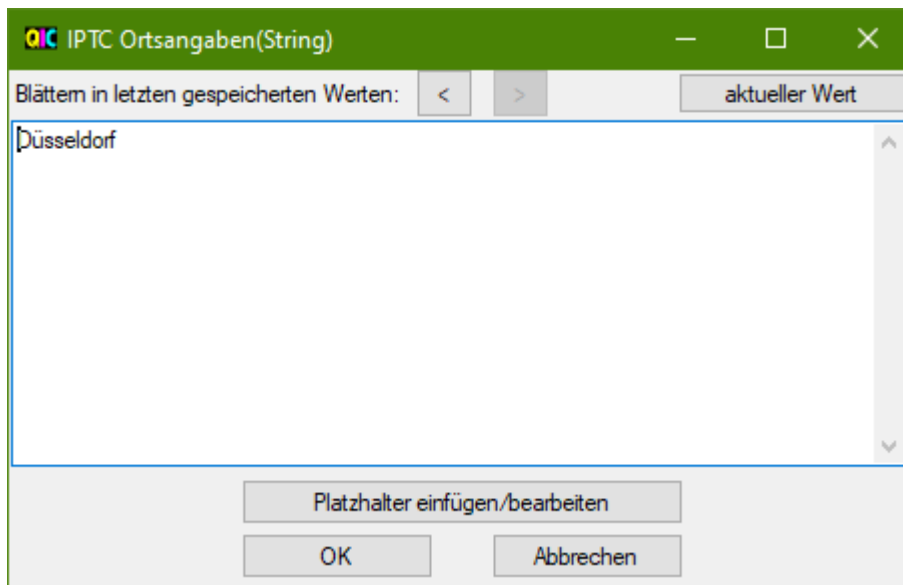 QIC IPTC Ortsangaben(String)
Blättern in letzten gespeicherten Werten: < > aktueller Wert
Düsseldorf
Platzhalter einfügen/bearbeiten
OK Abbrechen